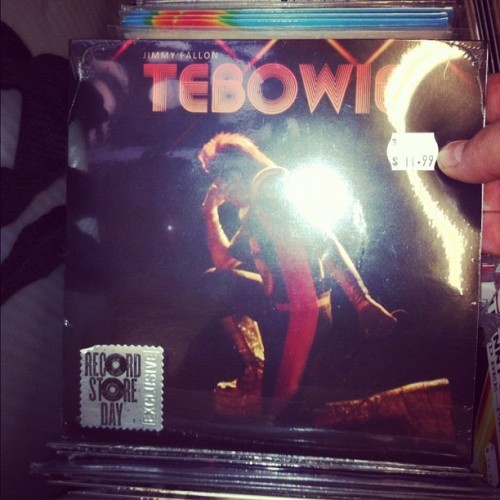 JIMMY FALLON
TEBOWIE
$11.99
RECORD
STORE
DAY
EXCLUSIVE